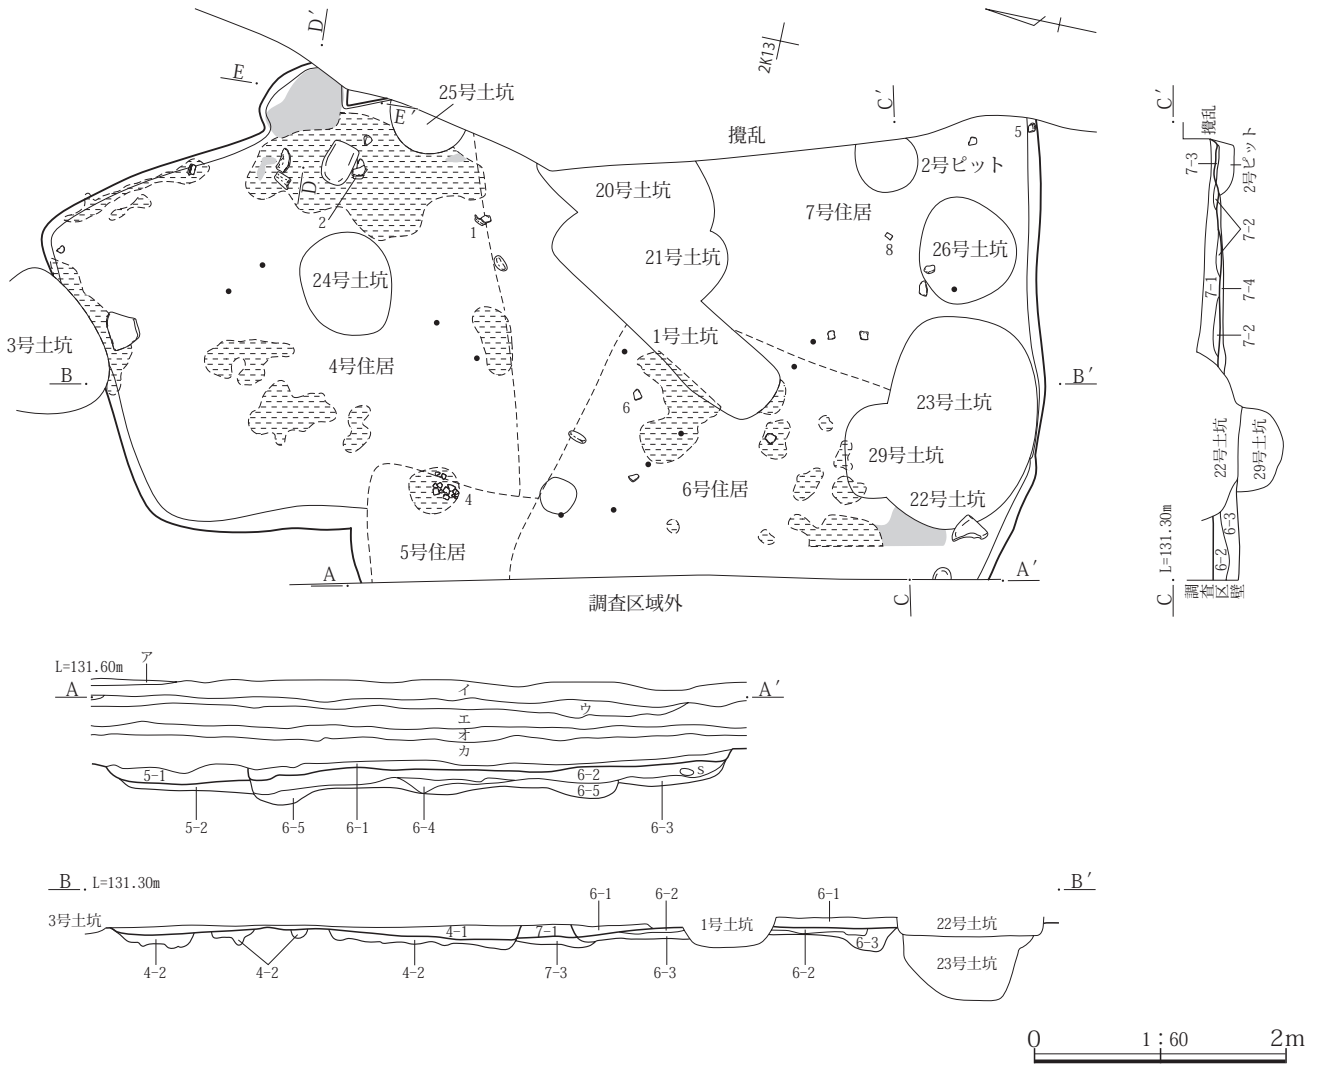 D′
E
E′
25号土坑
2K13
C′
攪乱
5
2号ピット
20号土坑
7号住居
D
2
3
1
21号土坑
8
26号土坑
24号土坑
3号土坑
B
4号住居
1号土坑
B′
6
23号土坑
29号土坑
22号土坑
6号住居
4
5号住居
A
A′
調査区域外
C
C′
攪乱
2号ピット
7-3
7-2
7-1
7-4
7-2
22号土坑
29号土坑
6-3
6-2
C L=131.30m
調査区壁
L=131.60m
ア
A
A′
イ
ウ
エ
オ
カ
5-1
6-2
S
6-5
5-2
6-5
6-1
6-4
6-3
B L=131.30m
B′
3号土坑
6-1
6-2
6-1
4-1
7-1
1号土坑
22号土坑
6-3
23号土坑
4-2
4-2
4-2
7-3
6-3
6-2
0
1:60
2m